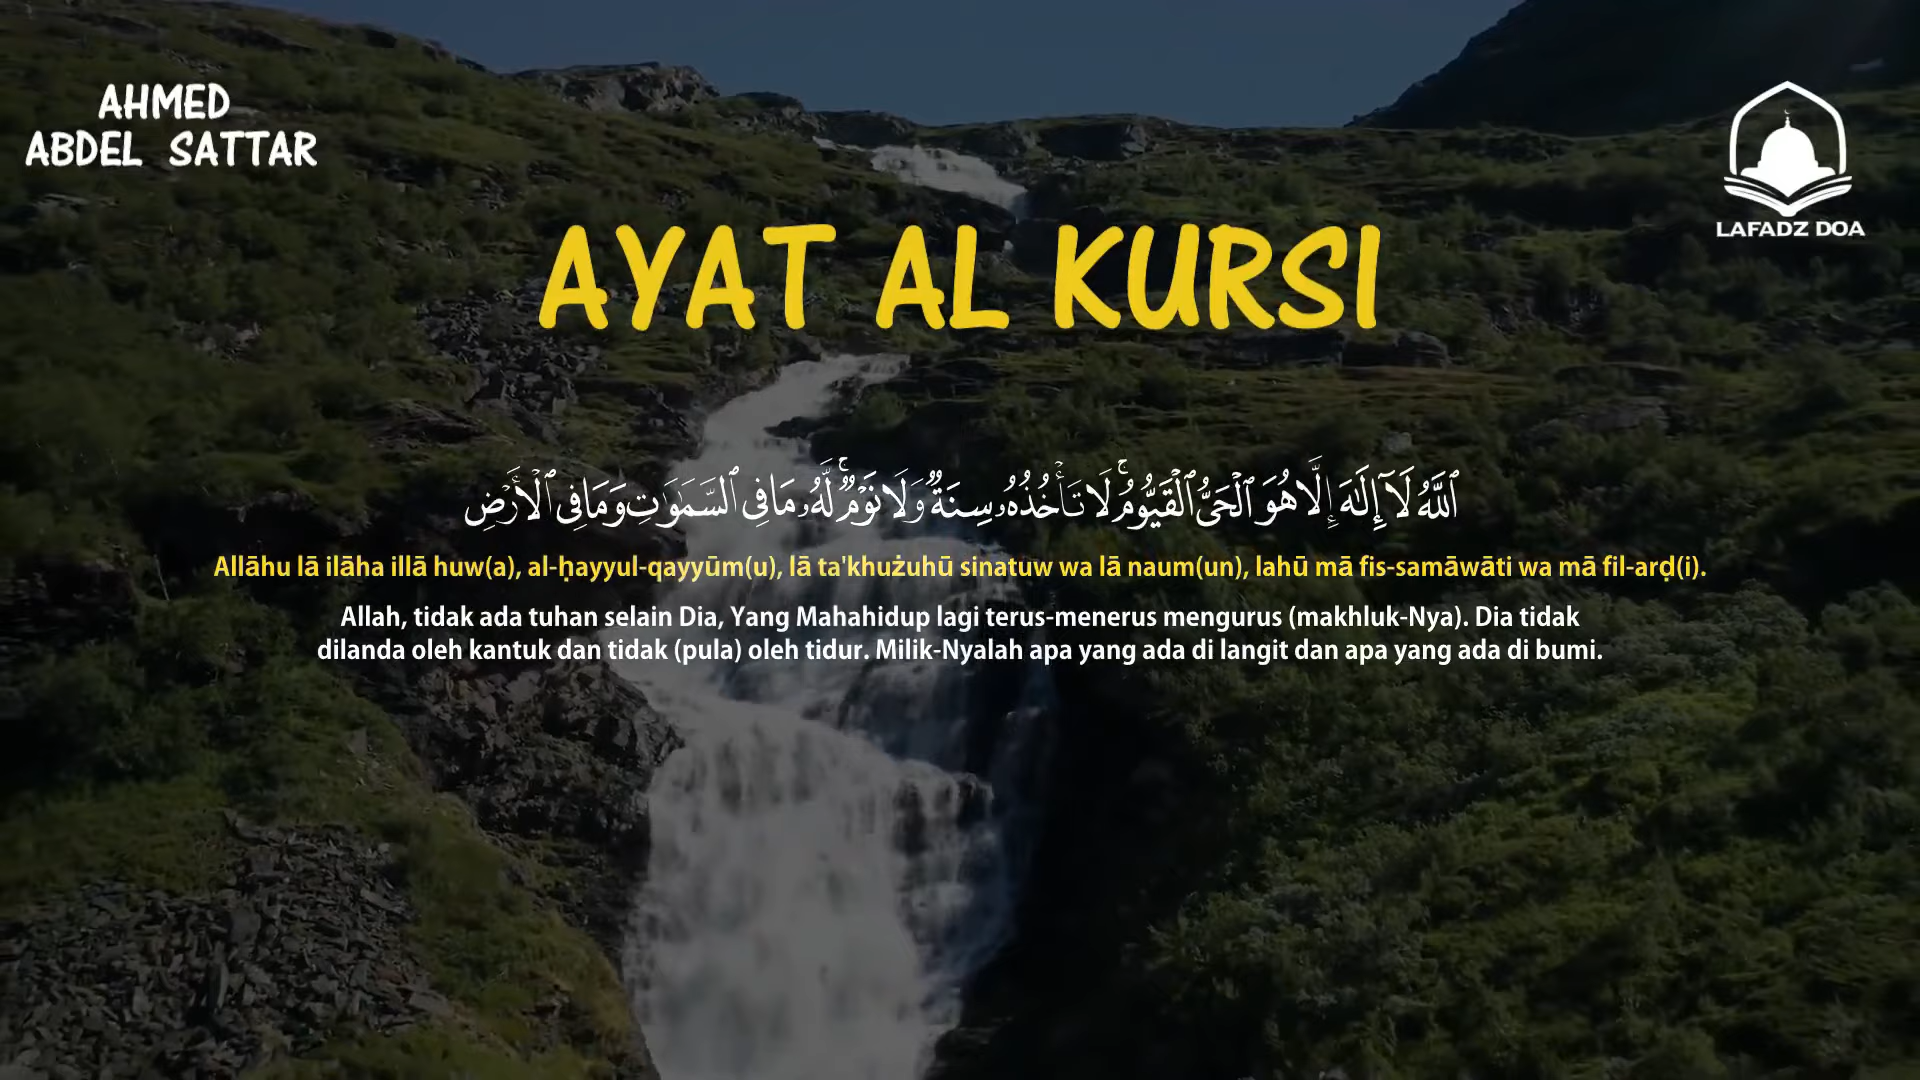 AHMED
ABDEL SATTAR
LAFADZ DOA
AYAT AL KURSI
ٱللَّهُ لَآ إِلَٰهَ إِلَّا هُوَ ٱلْحَىُّ ٱلْقَيُّومُ ۚ لَا تَأْخُذُهُۥ سِنَةٌ وَلَا نَوْمٌ ۚ لَّهُۥ مَا فِى ٱلسَّمَٰوَٰتِ وَمَا فِى ٱلْأَرْضِ
Allāhu lā ilāha illā huw(a), al-ḥayyul-qayyūm(u), lā ta'khużuhū sinatuw wa lā naum(un), lahū mā fis-samāwāti wa mā fil-arḍ(i).
Allah, tidak ada tuhan selain Dia, Yang Mahahidup lagi terus-menerus mengurus (makhluk-Nya). Dia tidak
dilanda oleh kantuk dan tidak (pula) oleh tidur. Milik-Nyalah apa yang ada di langit dan apa yang ada di bumi.